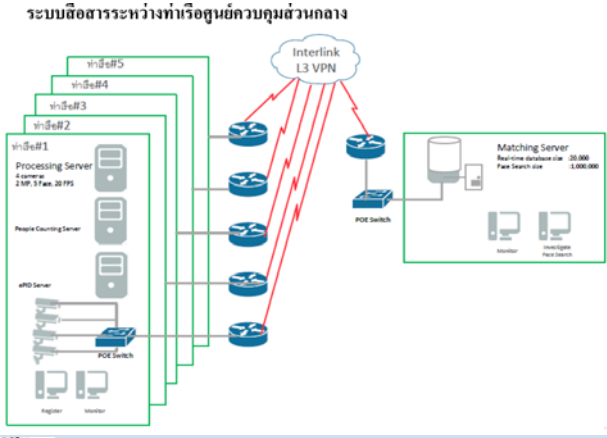 ระบบสื่อสารระหว่างท่าเรือศูนย์ควบคุมส่วนกลาง
Interlink
L3 VPN
ท่าเรือ#5
ท่าเรือ#4
ท่าเรือ#3
ท่าเรือ#2
ท่าเรือ#1
Processing Server
4 cameras
2 MP, 5 Face, 20 FPS
People Counting Server
ePID Server
POE Switch
Register
Monitor
POE Switch
Matching Server
Real-time database size :20,000
Face Search size :1,000,000
Monitor
Investigate
Face Search